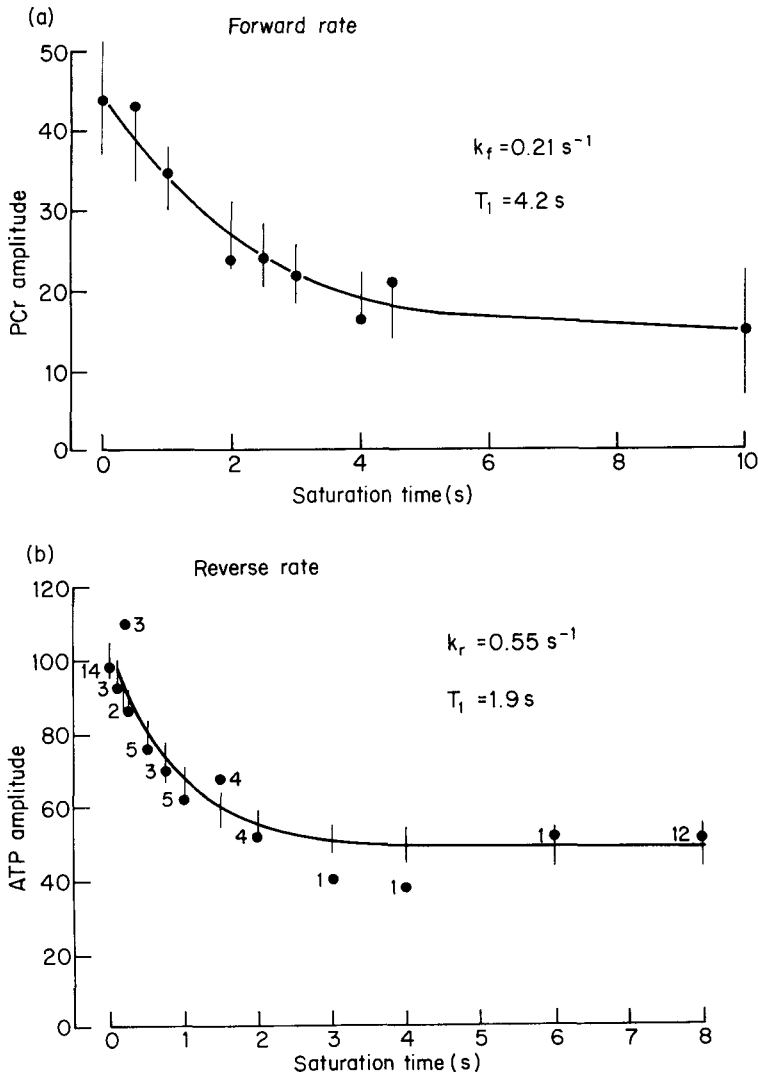 (a)
Forward rate
50
40
30
20
10
0
PCr amplitude
k_f = 0.21 s⁻¹
T₁ = 4.2 s
0 2 4 6 8 10
Saturation time (s)
(b)
Reverse rate
120
100
80
60
40
20
0
ATP amplitude
k_r = 0.55 s⁻¹
T₁ = 1.9 s
3
14
3
2
5
3
5
4
4
1
1
1
12
0 1 2 3 4 5 6 7 8
Saturation time (s)